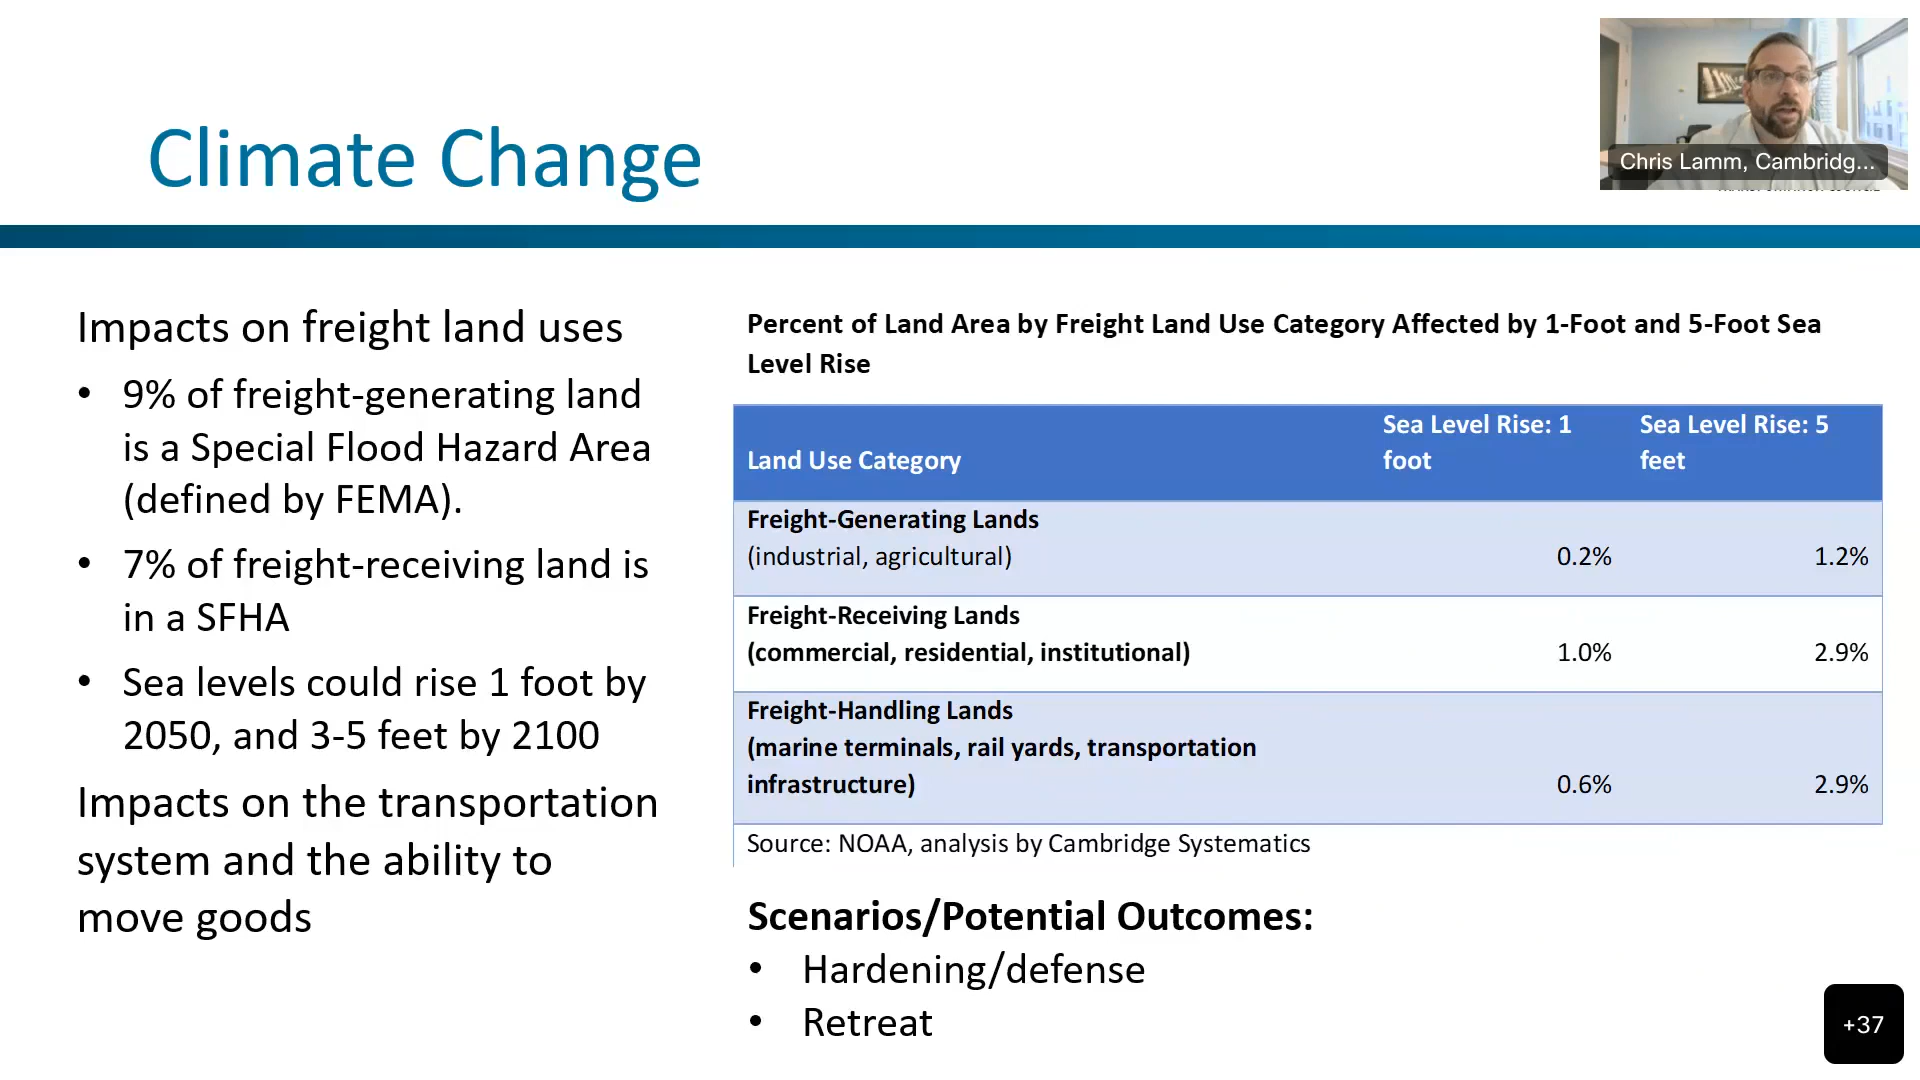 Climate Change
Chris Lamm, Cambridg...
Impacts on freight land uses
• 9% of freight-generating land
is a Special Flood Hazard Area
(defined by FEMA).
• 7% of freight-receiving land is
in a SFHA
• Sea levels could rise 1 foot by
2050, and 3-5 feet by 2100
Impacts on the transportation
system and the ability to
move goods
Percent of Land Area by Freight Land Use Category Affected by 1-Foot and 5-Foot Sea
Level Rise
Land Use Category Sea Level Rise: 1 foot Sea Level Rise: 5 feet
Freight-Generating Lands
(industrial, agricultural) 0.2% 1.2%
Freight-Receiving Lands
(commercial, residential, institutional) 1.0% 2.9%
Freight-Handling Lands
(marine terminals, rail yards, transportation
infrastructure) 0.6% 2.9%
Source: NOAA, analysis by Cambridge Systematics
Scenarios/Potential Outcomes:
• Hardening/defense
• Retreat
+37